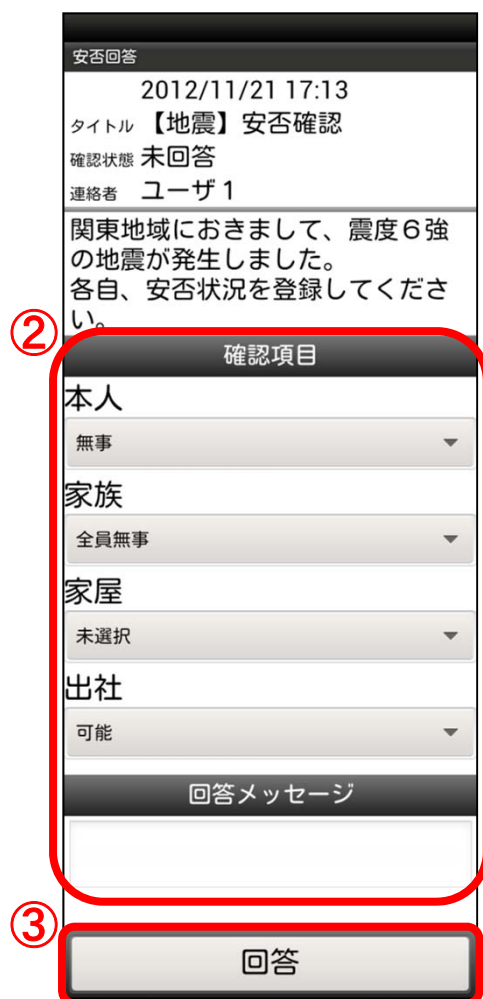 安否回答
2012/11/21 17:13
タイトル 【地震】安否確認
確認状態 未回答
連絡者 ユーザ1
関東地域におきまして、震度６強
の地震が発生しました。
各自、安否状況を登録してくださ
い。
②
確認項目
本人
無事
家族
全員無事
家屋
未選択
出社
可能
回答メッセージ
③
回答